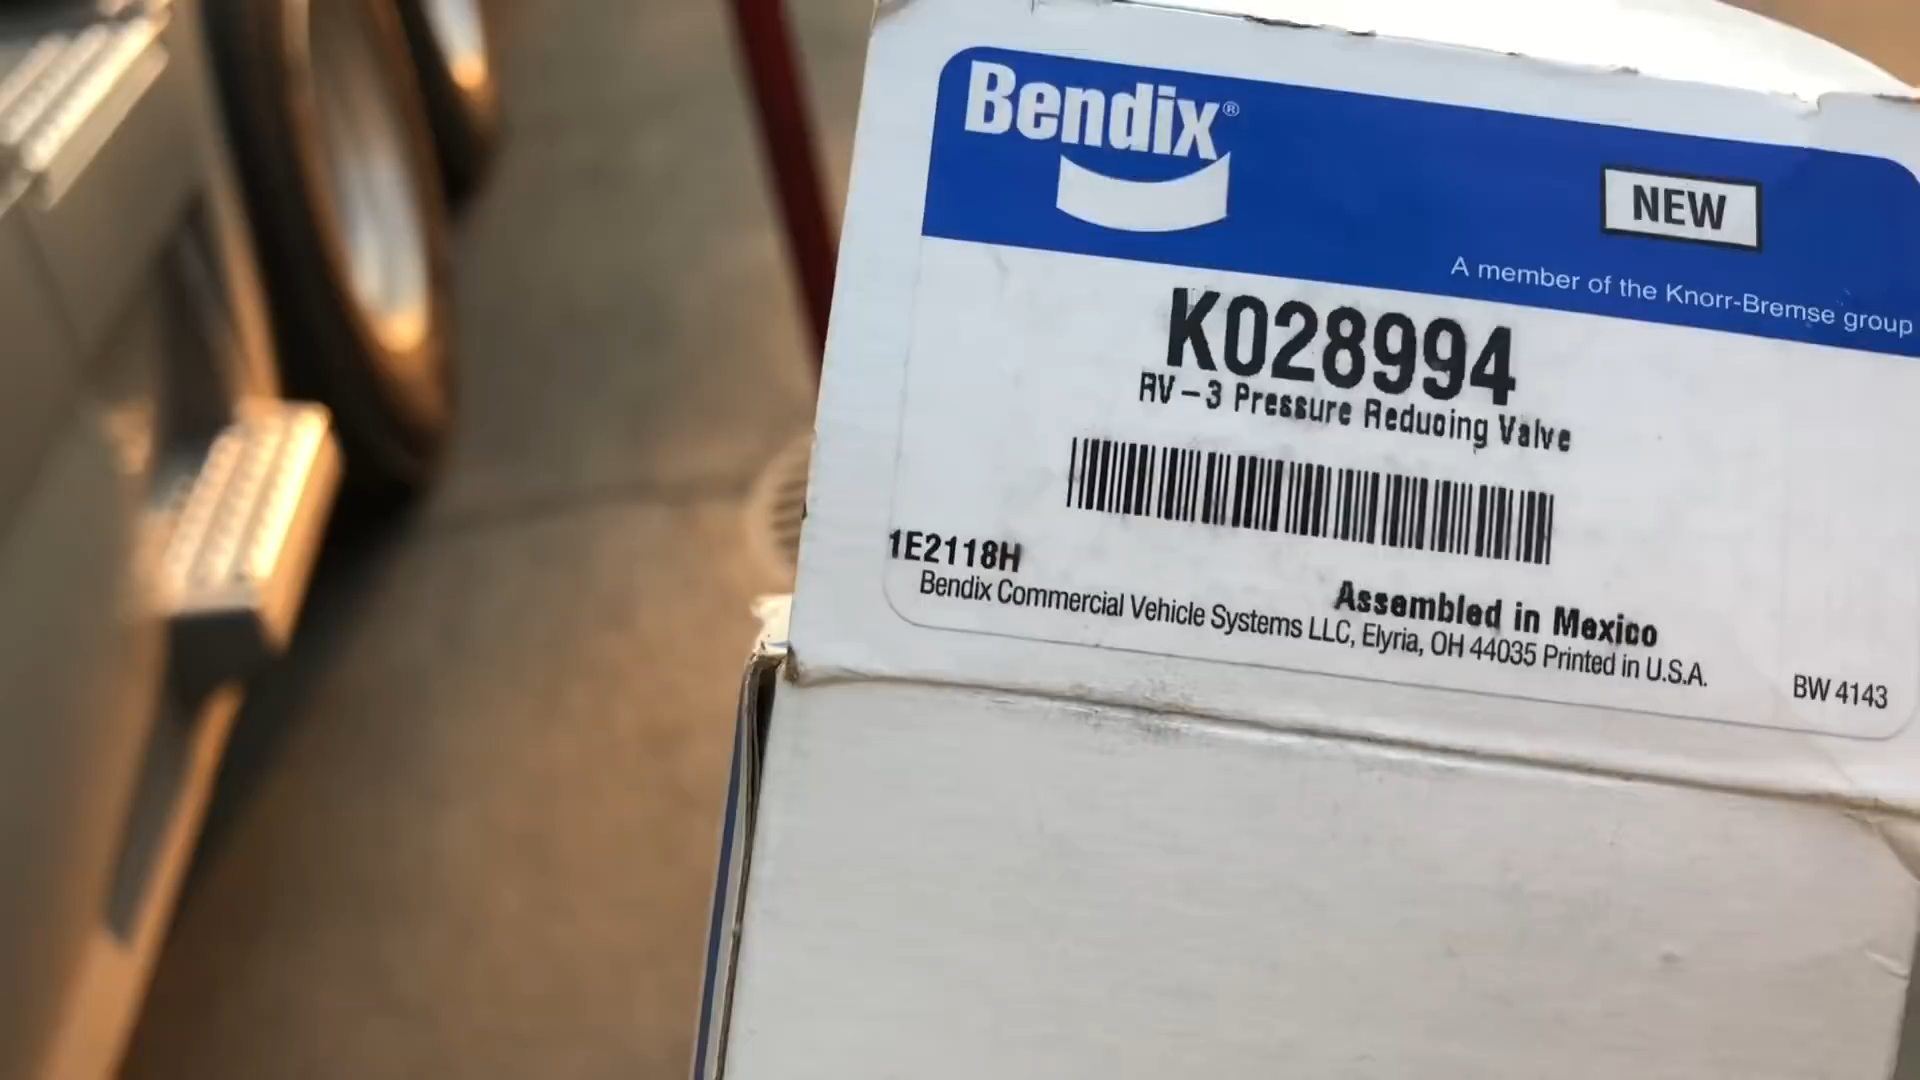 Bendix®
NEW
A member of the Knorr-Bremse group
K028994
RV-3 Pressure Reducing Valve
1E2118H
Assembled in Mexico
Bendix Commercial Vehicle Systems LLC, Elyria, OH 44035 Printed in U.S.A.
BW 4143